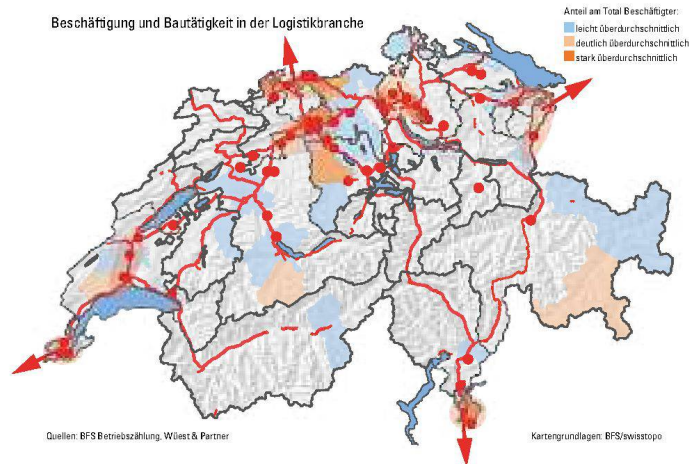 Beschäftigung und Bautätigkeit in der Logistikbranche
Anteil am Total Beschäftigter:
leicht überdurchschnittlich
deutlich überdurchschnittlich
stark überdurchschnittlich
Quellen: BFS Betriebszählung, Wüest & Partner
Kartengrundlagen: BFS/swisstopo